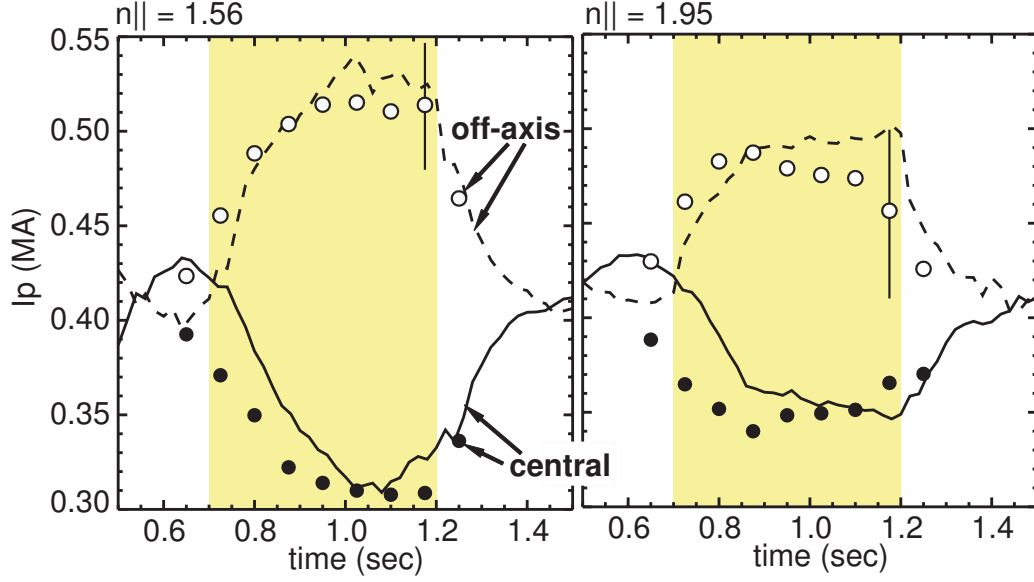 n|| = 1.56
n|| = 1.95
Ip (MA)
0.55
0.50
0.45
0.40
0.35
0.30
off-axis
central
0.6 0.8 1.0 1.2 1.4
time (sec)
0.6 0.8 1.0 1.2 1.4
time (sec)